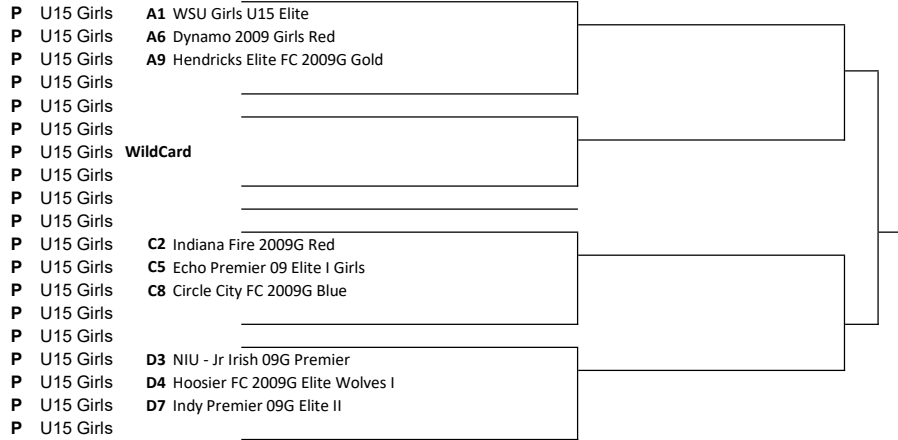 P U15 Girls A1 WSU Girls U15 Elite
P U15 Girls A6 Dynamo 2009 Girls Red
P U15 Girls A9 Hendricks Elite FC 2009G Gold
P U15 Girls
P U15 Girls
P U15 Girls
P U15 Girls WildCard
P U15 Girls
P U15 Girls
P U15 Girls
P U15 Girls C2 Indiana Fire 2009G Red
P U15 Girls C5 Echo Premier 09 Elite I Girls
P U15 Girls C8 Circle City FC 2009G Blue
P U15 Girls
P U15 Girls
P U15 Girls D3 NIU - Jr Irish 09G Premier
P U15 Girls D4 Hoosier FC 2009G Elite Wolves I
P U15 Girls D7 Indy Premier 09G Elite II
P U15 Girls